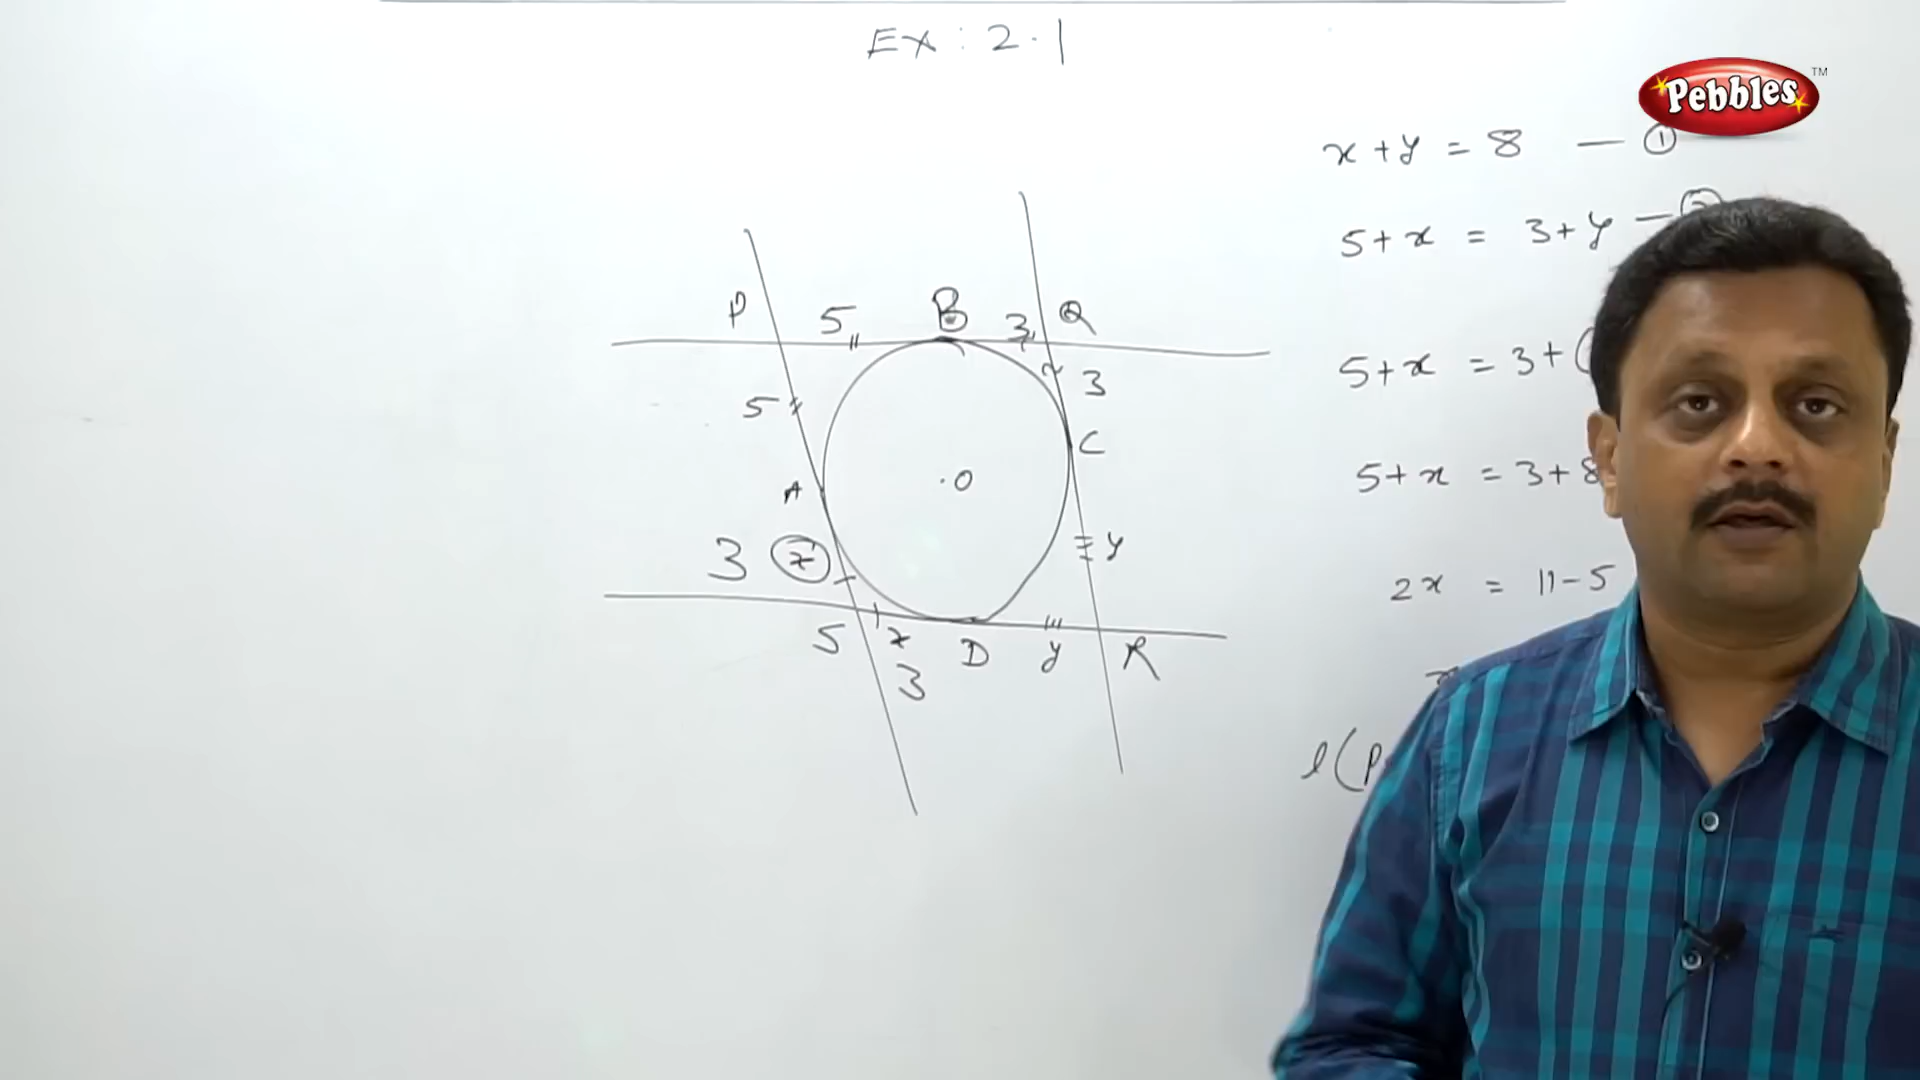 EX : 2.1
Pebbles TM
x + y = 8 — ①
5 + x = 3 + y —
5 + x = 3 + (
5 + x = 3 + 8
2x = 11 - 5
x
l(P
P 5 B 3 Q
5 3
C
A . O
3 x y
5 x D y R
3